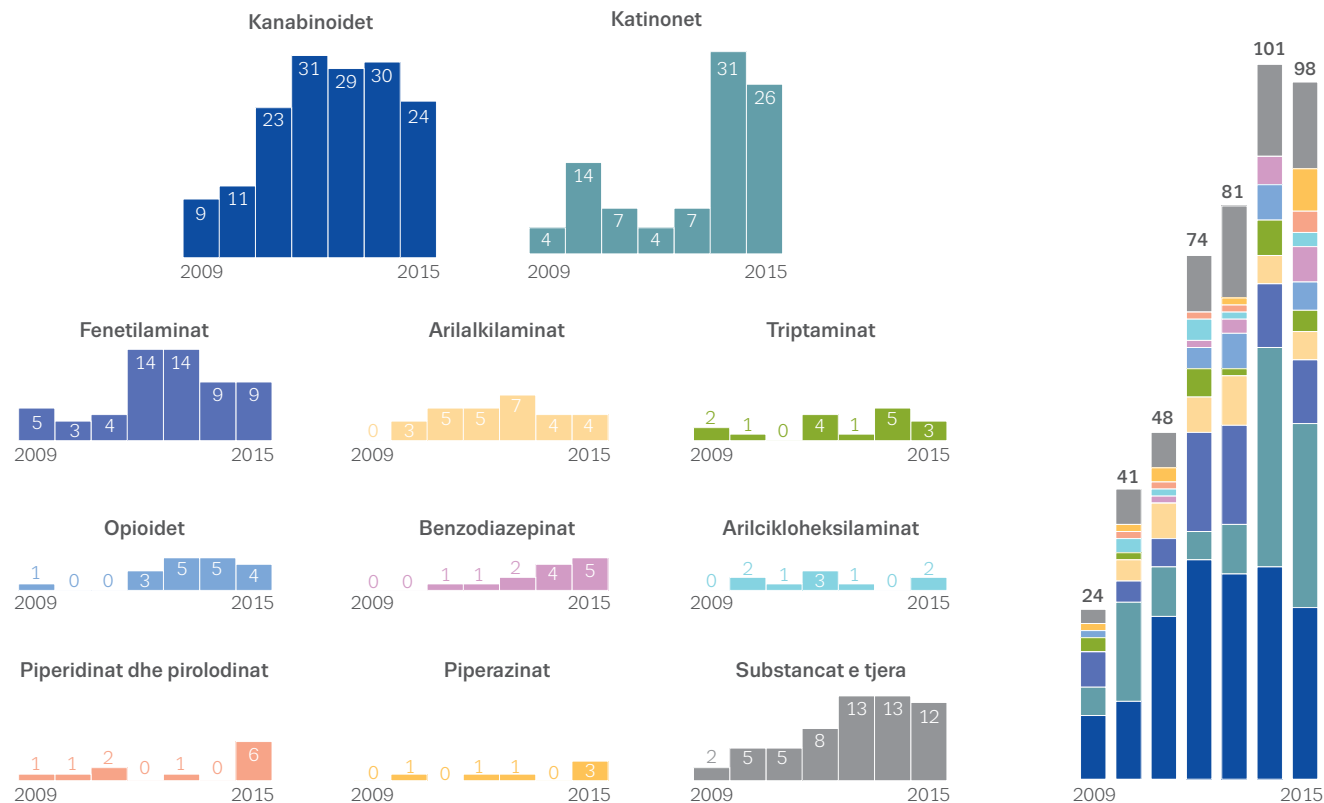 Kanabinoidet
9 11 23 31 29 30 24
2009 2015
Katinonet
4 14 7 4 7 31 26
2009 2015
Fenetilaminat
5 3 4 14 14 9 9
2009 2015
Arilalkilaminat
0 3 5 5 7 4 4
2009 2015
Triptaminat
2 1 0 4 1 5 3
2009 2015
Opioidet
1 0 0 3 5 5 4
2009 2015
Benzodiazepinat
0 0 1 1 2 4 5
2009 2015
Arilcikloheksilaminat
0 2 1 3 1 0 2
2009 2015
Piperidinat dhe pirolodinat
1 1 2 0 1 0 6
2009 2015
Piperazinat
0 1 0 1 1 0 3
2009 2015
Substancat e tjera
2 5 5 8 13 13 12
2009 2015
24 41 48 74 81 101 98
2009 2015